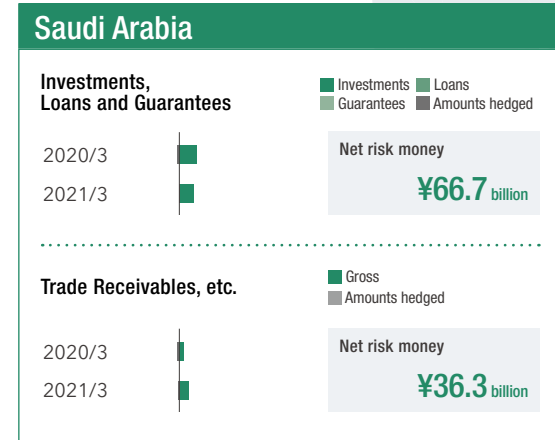 Saudi Arabia
Investments,
Loans and Guarantees
Investments Loans
Guarantees Amounts hedged
2020/3
2021/3
Net risk money
¥66.7 billion
Trade Receivables, etc.
Gross
Amounts hedged
2020/3
2021/3
Net risk money
¥36.3 billion